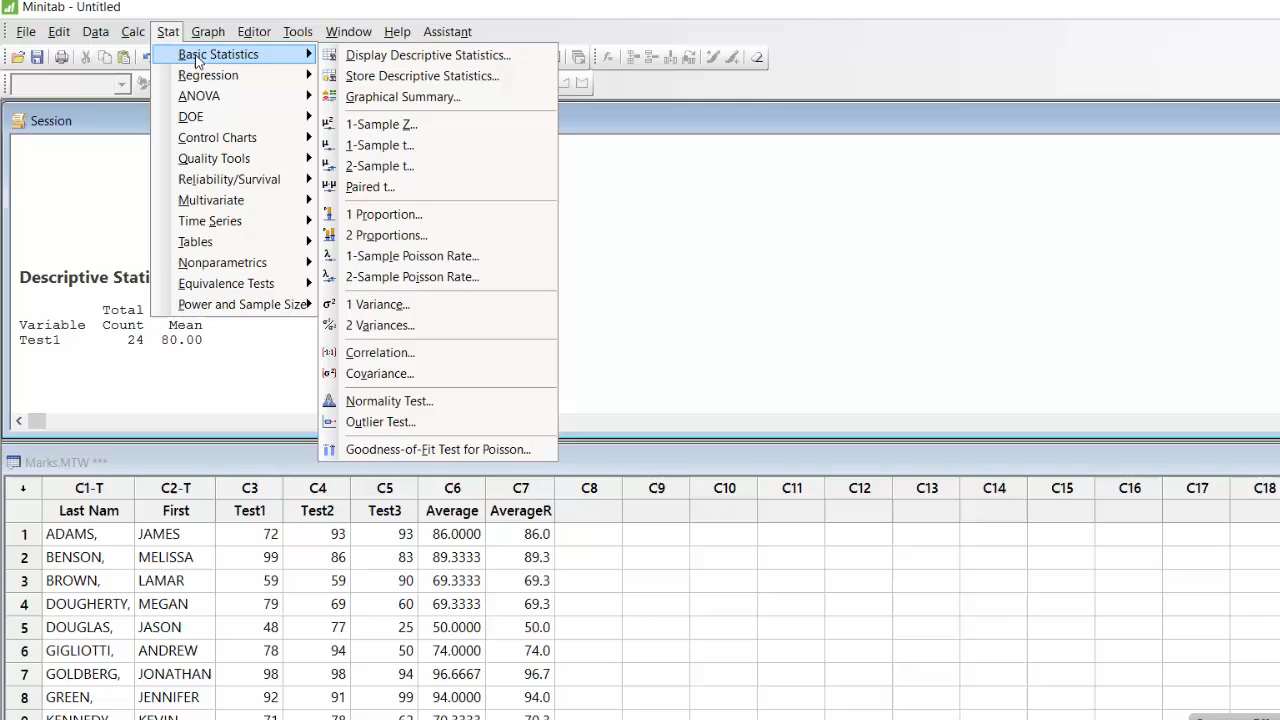 Minitab - Untitled
File Edit Data Calc Stat Graph Editor Tools Window Help Assistant
Basic Statistics
Regression
ANOVA
DOE
Control Charts
Quality Tools
Reliability/Survival
Multivariate
Time Series
Tables
Nonparametrics
Equivalence Tests
Power and Sample Size
Display Descriptive Statistics...
Store Descriptive Statistics...
Graphical Summary...
1-Sample Z...
1-Sample t...
2-Sample t...
Paired t...
1 Proportion...
2 Proportions...
1-Sample Poisson Rate...
2-Sample Poisson Rate...
1 Variance...
2 Variances...
Correlation...
Covariance...
Normality Test...
Outlier Test...
Goodness-of-Fit Test for Poisson...
Session
Descriptive Stati
Total
Variable Count Mean
Test1 24 80.00
Marks.MTW ***
C1-T C2-T C3 C4 C5 C6 C7 C8 C9 C10 C11 C12 C13 C14 C15 C16 C17 C18
Last Nam First Test1 Test2 Test3 Average AverageR
1 ADAMS, JAMES 72 93 93 86.0000 86.0
2 BENSON, MELISSA 99 86 83 89.3333 89.3
3 BROWN, LAMAR 59 59 90 69.3333 69.3
4 DOUGHERTY, MEGAN 79 69 60 69.3333 69.3
5 DOUGLAS, JASON 48 77 25 50.0000 50.0
6 GIGLIOTTI, ANDREW 78 94 50 74.0000 74.0
7 GOLDBERG, JONATHAN 98 98 94 96.6667 96.7
8 GREEN, JENNIFER 92 91 99 94.0000 94.0
9 KENNEDY, KEVIN 71 78 62 70.3333 70.3